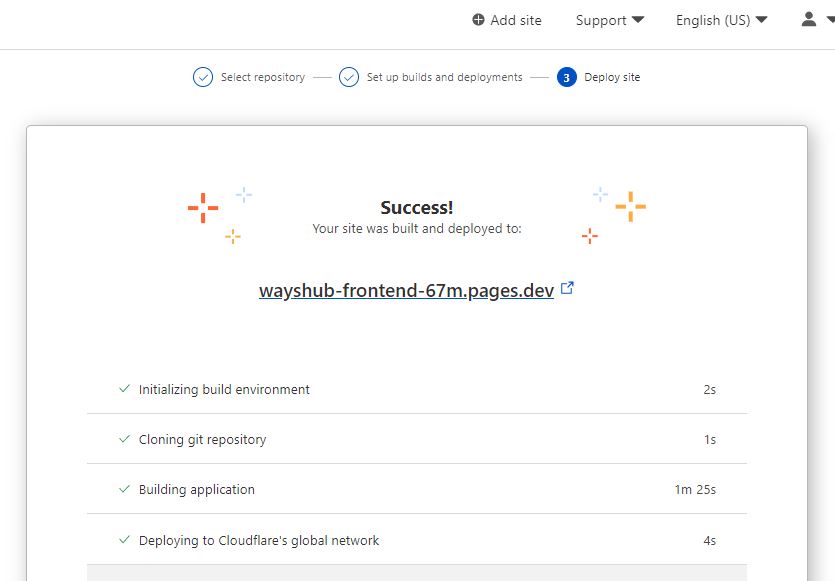 Add site Support English (US)
Select repository Set up builds and deployments 3 Deploy site
Success!
Your site was built and deployed to:
wayshub-frontend-67m.pages.dev
Initializing build environment 2s
Cloning git repository 1s
Building application 1m 25s
Deploying to Cloudflare's global network 4s